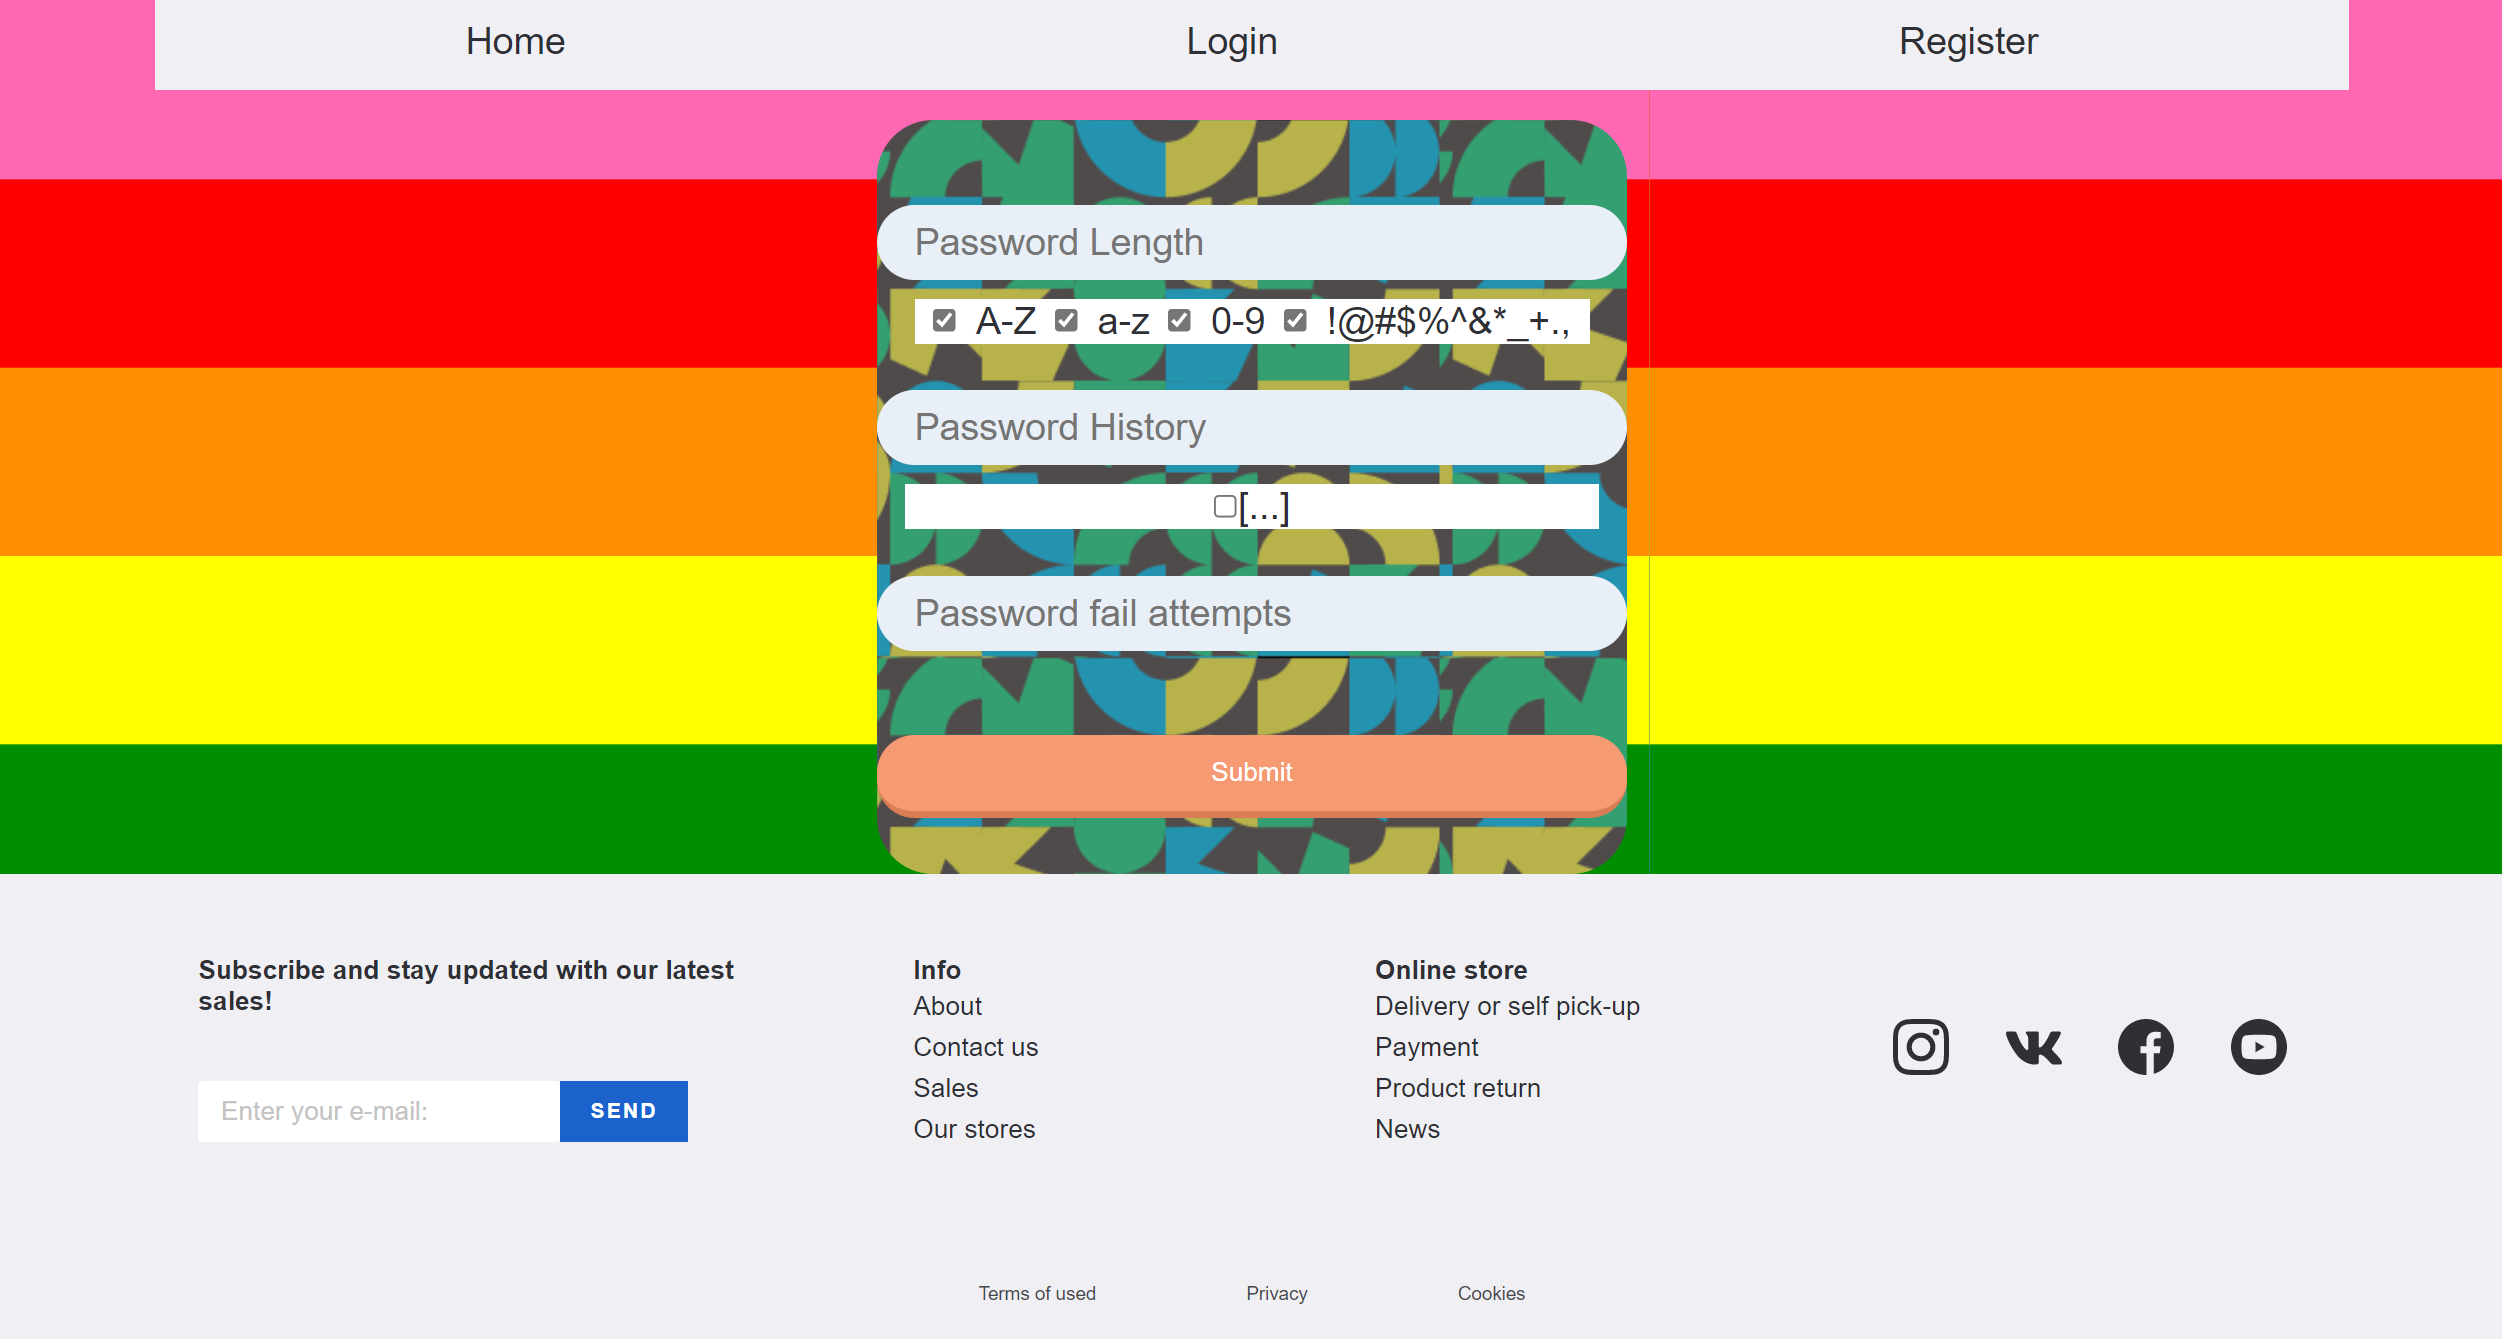 Home Login Register
Password Length
A-Z a-z 0-9 !@#$%^&*_+.,
Password History
[...]
Password fail attempts
Submit
Subscribe and stay updated with our latest
sales!
Enter your e-mail:
SEND
Info
About
Contact us
Sales
Our stores
Online store
Delivery or self pick-up
Payment
Product return
News
Terms of used Privacy Cookies